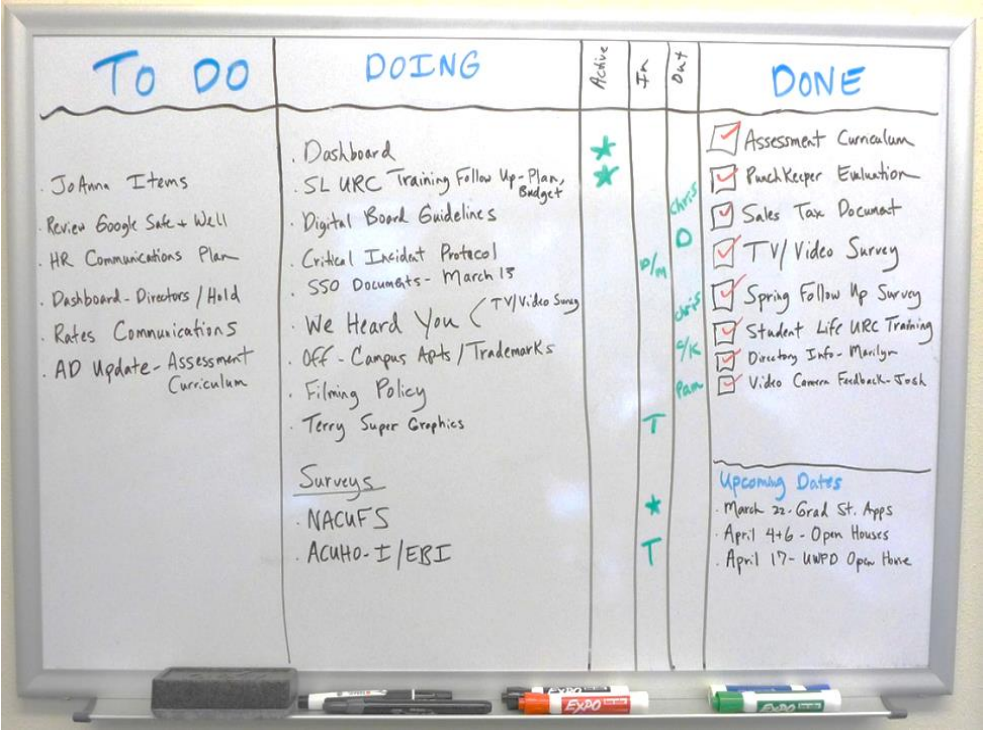 TO DO
· JoAnna Items
· Review Google Safe + Well
· HR Communications Plan
· Dashboard - Directors / Hold
· Rates Communications
· AD Update - Assessment
Curriculum
DOING
Active
In
Out
· Dashboard ★
· SL URC Training Follow Up - Plan, ★
Budget
· Digital Board Guidelines Chris
D
· Critical Incident Protocol P/M
· SSO Documents - March 15
· We Heard You < TV/Video Survey Chris
· Off - Campus Apts / Trademarks C/K
· Filming Policy Pam
· Terry Super Graphics T
Surveys
· NACUFS ★
· ACUHO-I/EBI T
DONE
Assessment Curriculum
PunchKeeper Evaluation
Sales Tax Document
TV/Video Survey
Spring Follow Up Survey
Student Life URC Training
Directory Info - Marilyn
Video Camera Feedback - Josh
Upcoming Dates
· March 22 - Grad St. Apps
· April 4+6 - Open Houses
· April 17 - UWPD Open House
EXPO
EXPO
EXPO